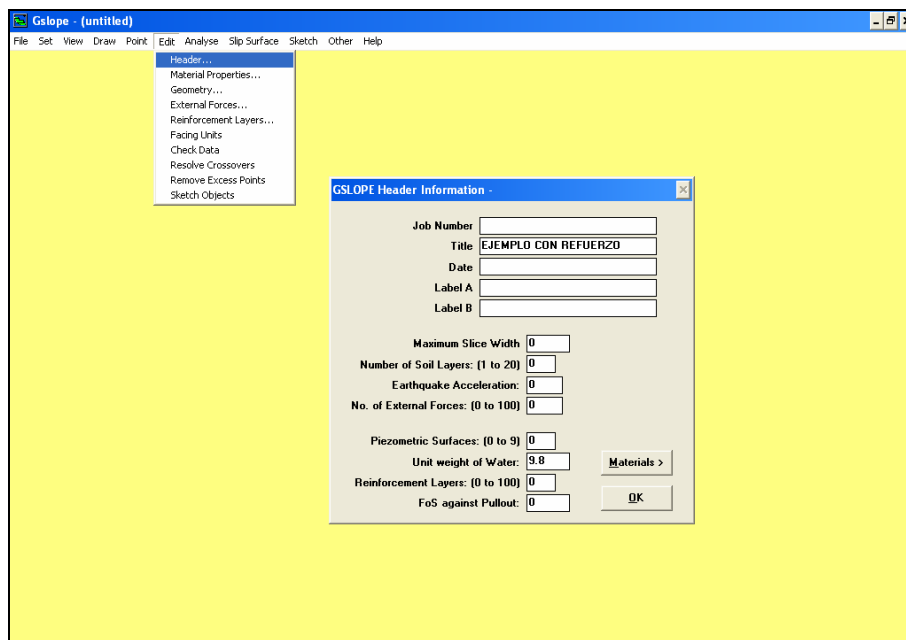 Gslope - (untitled)
File Set View Draw Point Edit Analyse Slip Surface Sketch Other Help
Header...
Material Properties...
Geometry...
External Forces...
Reinforcement Layers...
Facing Units
Check Data
Resolve Crossovers
Remove Excess Points
Sketch Objects
GSLOPE Header Information -
Job Number
Title EJEMPLO CON REFUERZO
Date
Label A
Label B
Maximum Slice Width 0
Number of Soil Layers: (1 to 20) 0
Earthquake Acceleration: 0
No. of External Forces: (0 to 100) 0
Piezometric Surfaces: (0 to 9) 0
Unit weight of Water: 9.8 Materials >
Reinforcement Layers: (0 to 100) 0
FoS against Pullout: 0 OK